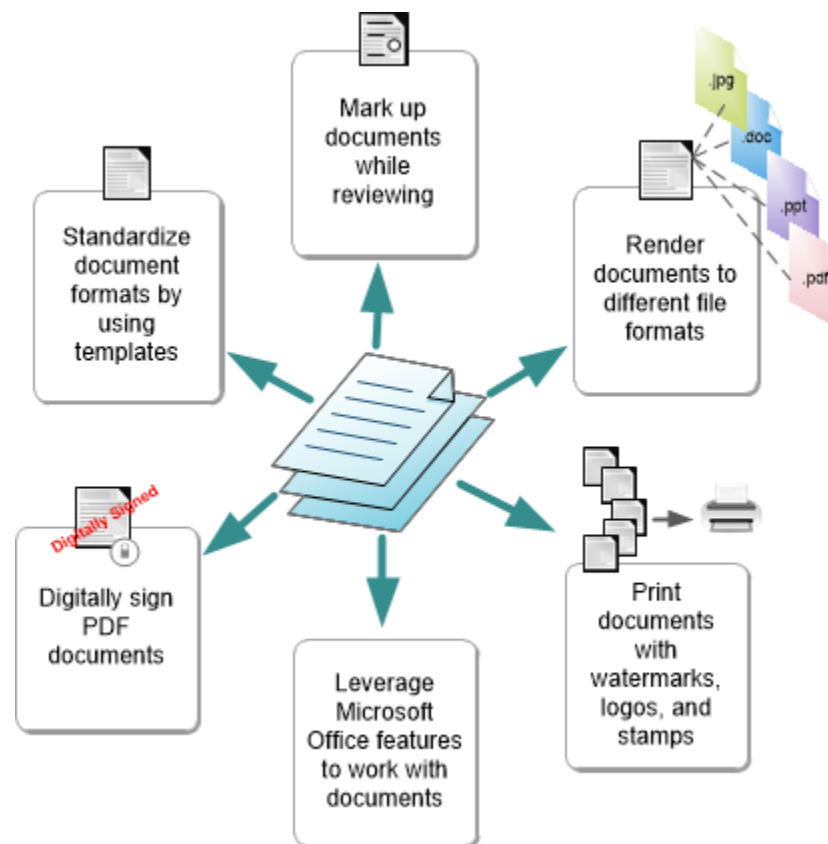 Mark up
documents
while
reviewing
.jpg
.doc
.ppt
.pdf
Standardize
document
formats by
using
templates
Render
documents to
different file
formats
Digitally Signed
Digitally sign
PDF
documents
Leverage
Microsoft
Office features
to work with
documents
Print
documents
with
watermarks,
logos, and
stamps